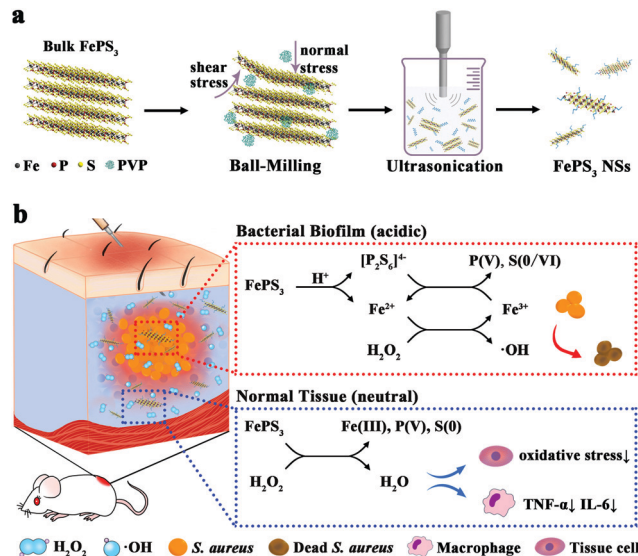 a
Bulk FePS₃
shear
stress
normal
stress
Fe P S PVP
Ball-Milling
Ultrasonication
FePS₃ NSs
b
Bacterial Biofilm (acidic)
[P₂S₆]⁴⁻
P(V), S(0/VI)
FePS₃
H⁺
Fe²⁺
Fe³⁺
H₂O₂
·OH
Normal Tissue (neutral)
FePS₃
Fe(III), P(V), S(0)
H₂O₂
H₂O
oxidative stress↓
TNF-α↓ IL-6↓
H₂O₂ ·OH S. aureus Dead S. aureus Macrophage Tissue cell